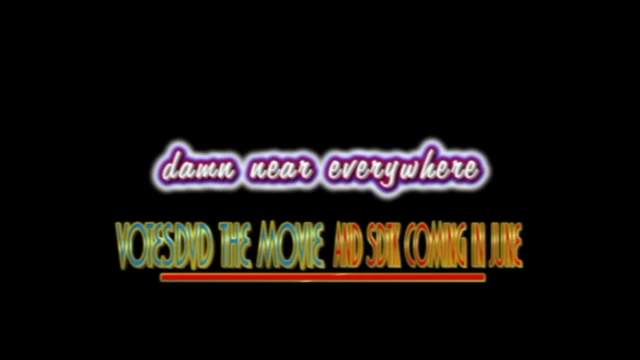 damn near everywhere
VOTESDVD THE MOVIE AND SDTK COMING IN JUNE